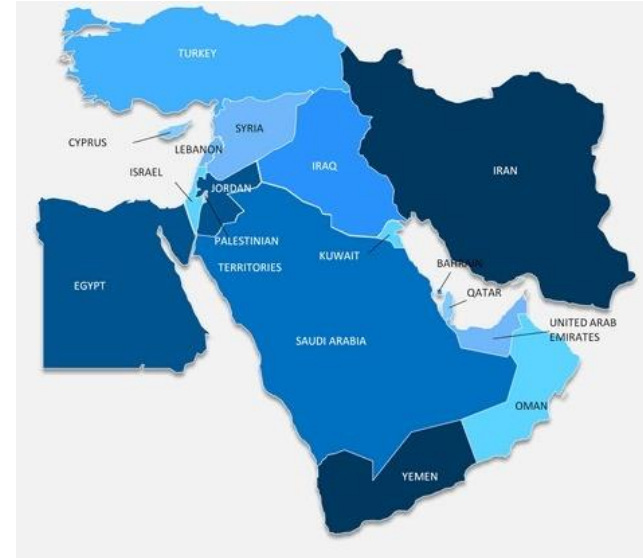 TURKEY
CYPRUS
SYRIA
LEBANON
ISRAEL
IRAQ
IRAN
JORDAN
PALESTINIAN
TERRITORIES
KUWAIT
BAHRAIN
QATAR
EGYPT
UNITED ARAB
EMIRATES
SAUDI ARABIA
OMAN
YEMEN